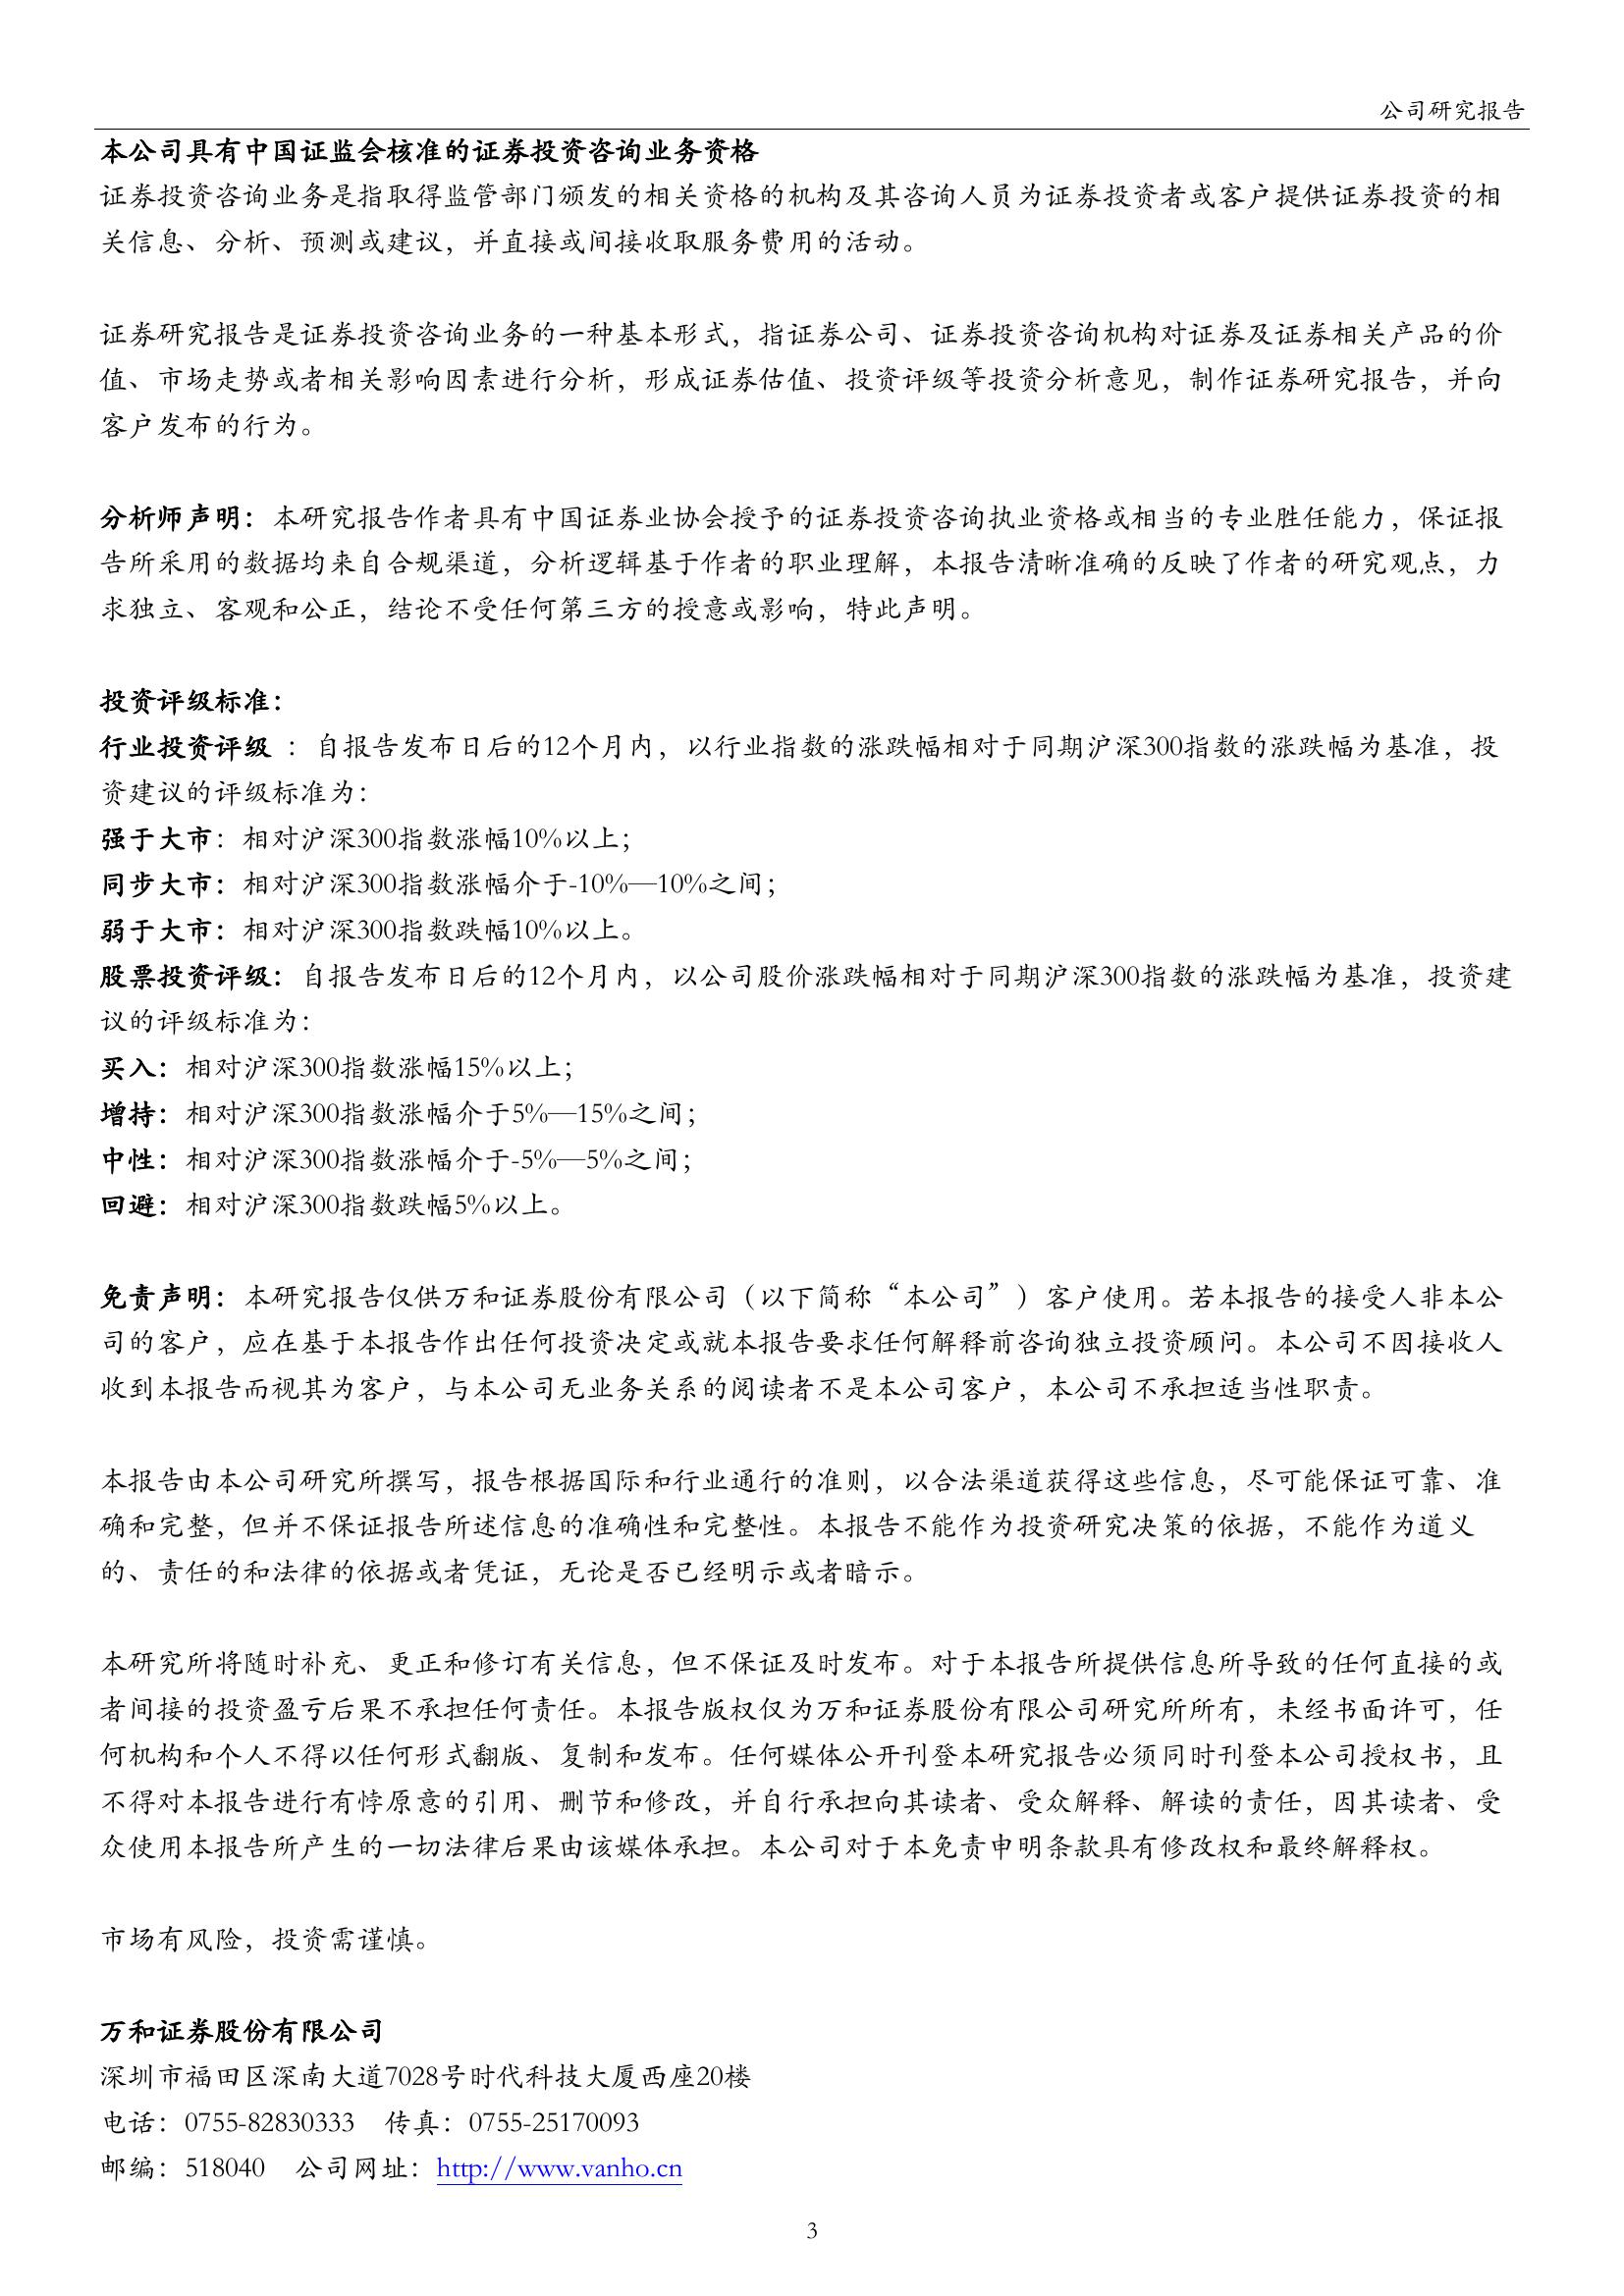 公司研究报告
本公司具有中国证监会核准的证券投资咨询业务资格
证券投资咨询业务是指取得监管部门颁发的相关资格的机构及其咨询人员为证券投资者或客户提供证券投资的相
关信息、分析、预测或建议，并直接或间接收取服务费用的活动。
证券研究报告是证券投资咨询业务的一种基本形式，指证券公司、证券投资咨询机构对证券及证券相关产品的价
值、市场走势或者相关影响因素进行分析，形成证券估值、投资评级等投资分析意见，制作证券研究报告，并向
客户发布的行为。
分析师声明：本研究报告作者具有中国证券业协会授予的证券投资咨询执业资格或相当的专业胜任能力，保证报
告所采用的数据均来自合规渠道，分析逻辑基于作者的职业理解，本报告清晰准确的反映了作者的研究观点，力
求独立、客观和公正，结论不受任何第三方的授意或影响，特此声明。
投资评级标准：
行业投资评级 ：自报告发布日后的12个月内，以行业指数的涨跌幅相对于同期沪深300指数的涨跌幅为基准，投
资建议的评级标准为：
强于大市：相对沪深300指数涨幅10%以上；
同步大市：相对沪深300指数涨幅介于-10%—10%之间；
弱于大市：相对沪深300指数跌幅10%以上。
股票投资评级：自报告发布日后的12个月内，以公司股价涨跌幅相对于同期沪深300指数的涨跌幅为基准，投资建
议的评级标准为：
买入：相对沪深300指数涨幅15%以上；
增持：相对沪深300指数涨幅介于5%—15%之间；
中性：相对沪深300指数涨幅介于-5%—5%之间；
回避：相对沪深300指数跌幅5%以上。
免责声明：本研究报告仅供万和证券股份有限公司（以下简称“本公司”）客户使用。若本报告的接受人非本公
司的客户，应在基于本报告作出任何投资决定或就本报告要求任何解释前咨询独立投资顾问。本公司不因接收人
收到本报告而视其为客户，与本公司无业务关系的阅读者不是本公司客户，本公司不承担适当性职责。
本报告由本公司研究所撰写，报告根据国际和行业通行的准则，以合法渠道获得这些信息，尽可能保证可靠、准
确和完整，但并不保证报告所述信息的准确性和完整性。本报告不能作为投资研究决策的依据，不能作为道义
的、责任的和法律的依据或者凭证，无论是否已经明示或者暗示。
本研究所将随时补充、更正和修订有关信息，但不保证及时发布。对于本报告所提供信息所导致的任何直接的或
者间接的投资盈亏后果不承担任何责任。本报告版权仅为万和证券股份有限公司研究所所有，未经书面许可，任
何机构和个人不得以任何形式翻版、复制和发布。任何媒体公开刊登本研究报告必须同时刊登本公司授权书，且
不得对本报告进行有悖原意的引用、删节和修改，并自行承担向其读者、受众解释、解读的责任，因其读者、受
众使用本报告所产生的一切法律后果由该媒体承担。本公司对于本免责申明条款具有修改权和最终解释权。
市场有风险，投资需谨慎。
万和证券股份有限公司
深圳市福田区深南大道7028号时代科技大厦西座20楼
电话：0755-82830333 传真：0755-25170093
邮编：518040 公司网址：http://www.vanho.cn
3